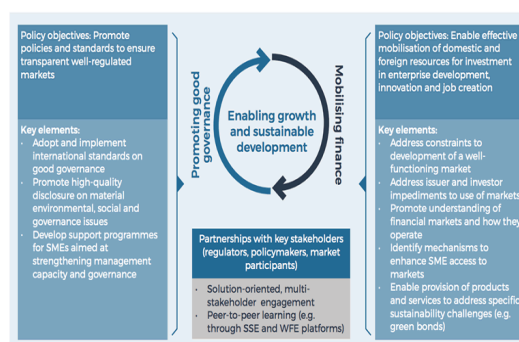 Policy objectives: Promote
policies and standards to ensure
transparent well-regulated
markets
Key elements:
· Adopt and implement
international standards on
good governance
· Promote high-quality
disclosure on material
environmental, social and
governance issues
· Develop support programmes
for SMEs aimed at
strengthening management
capacity and governance
Promoting good
governance
Enabling growth
and sustainable
development
Mobilising finance
Partnerships with key stakeholders
(regulators, policymakers, market
participants)
· Solution-oriented, multi-
stakeholder engagement
· Peer-to-peer learning (e.g.
through SSE and WFE platforms)
Policy objectives: Enable effective
mobilisation of domestic and
foreign resources for investment
in enterprise development,
innovation and job creation
Key elements:
· Address constraints to
development of a well-
functioning market
· Address issuer and investor
impediments to use of markets
· Promote understanding of
financial markets and how they
operate
· Identify mechanisms to
enhance SME access to
markets
· Enable provision of products
and services to address specific
sustainability challenges (e.g.
green bonds)